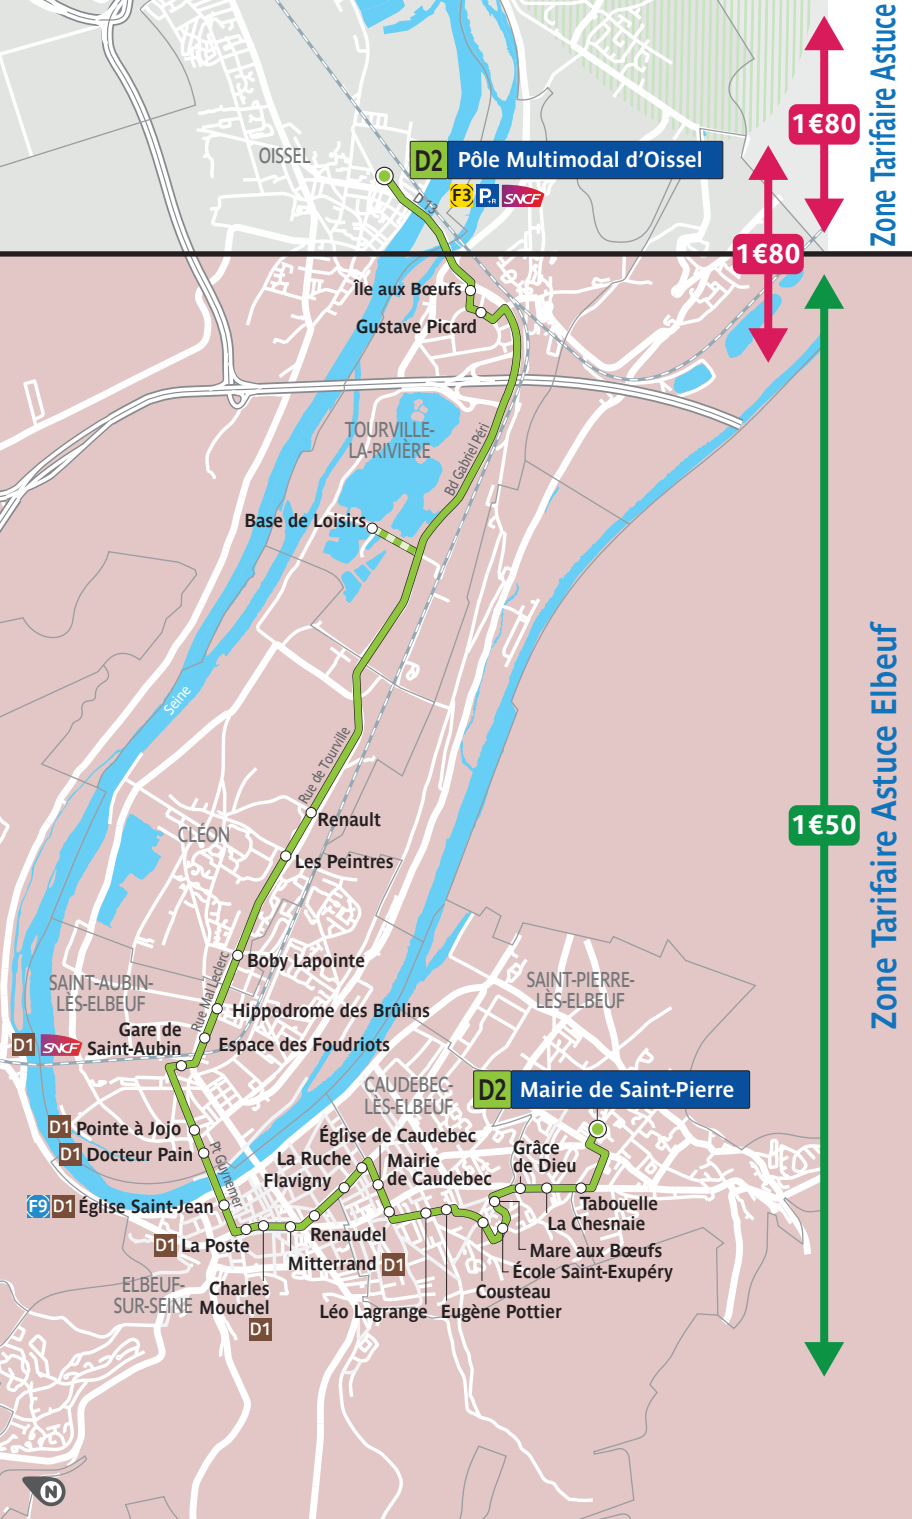 Zone Tarifaire Astuce
1€80
OISSEL
D2 Pôle Multimodal d'Oissel
F3 P+R SNCF
D 13
1€80
Île aux Bœufs
Gustave Picard
TOURVILLE-
LA-RIVIÈRE
Bd Gabriel Péri
Base de Loisirs
Seine
Zone Tarifaire Astuce Elbeuf
Rue de Tourville
Renault
1€50
CLÉON
Les Peintres
Boby Lapointe
Rue Mal Leclerc
SAINT-AUBIN-
LÈS-ELBEUF
SAINT-PIERRE-
LÈS-ELBEUF
Hippodrome des Brûlins
Gare de
D1 SNCF Saint-Aubin
Espace des Foudriots
CAUDEBEC-
LÈS-ELBEUF
D2 Mairie de Saint-Pierre
D1 Pointe à Jojo
D1 Docteur Pain
Pt Guynemer
Église de Caudebec
La Ruche
Flavigny
Mairie
de Caudebec
Grâce
de Dieu
F9 D1 Église Saint-Jean
Tabouelle
La Chesnaie
D1 La Poste
Renaudel
Mitterrand D1
Mare aux Bœufs
École Saint-Exupéry
Cousteau
ELBEUF-
SUR-SEINE
Charles
Mouchel
D1
Léo Lagrange
Eugène Pottier
N